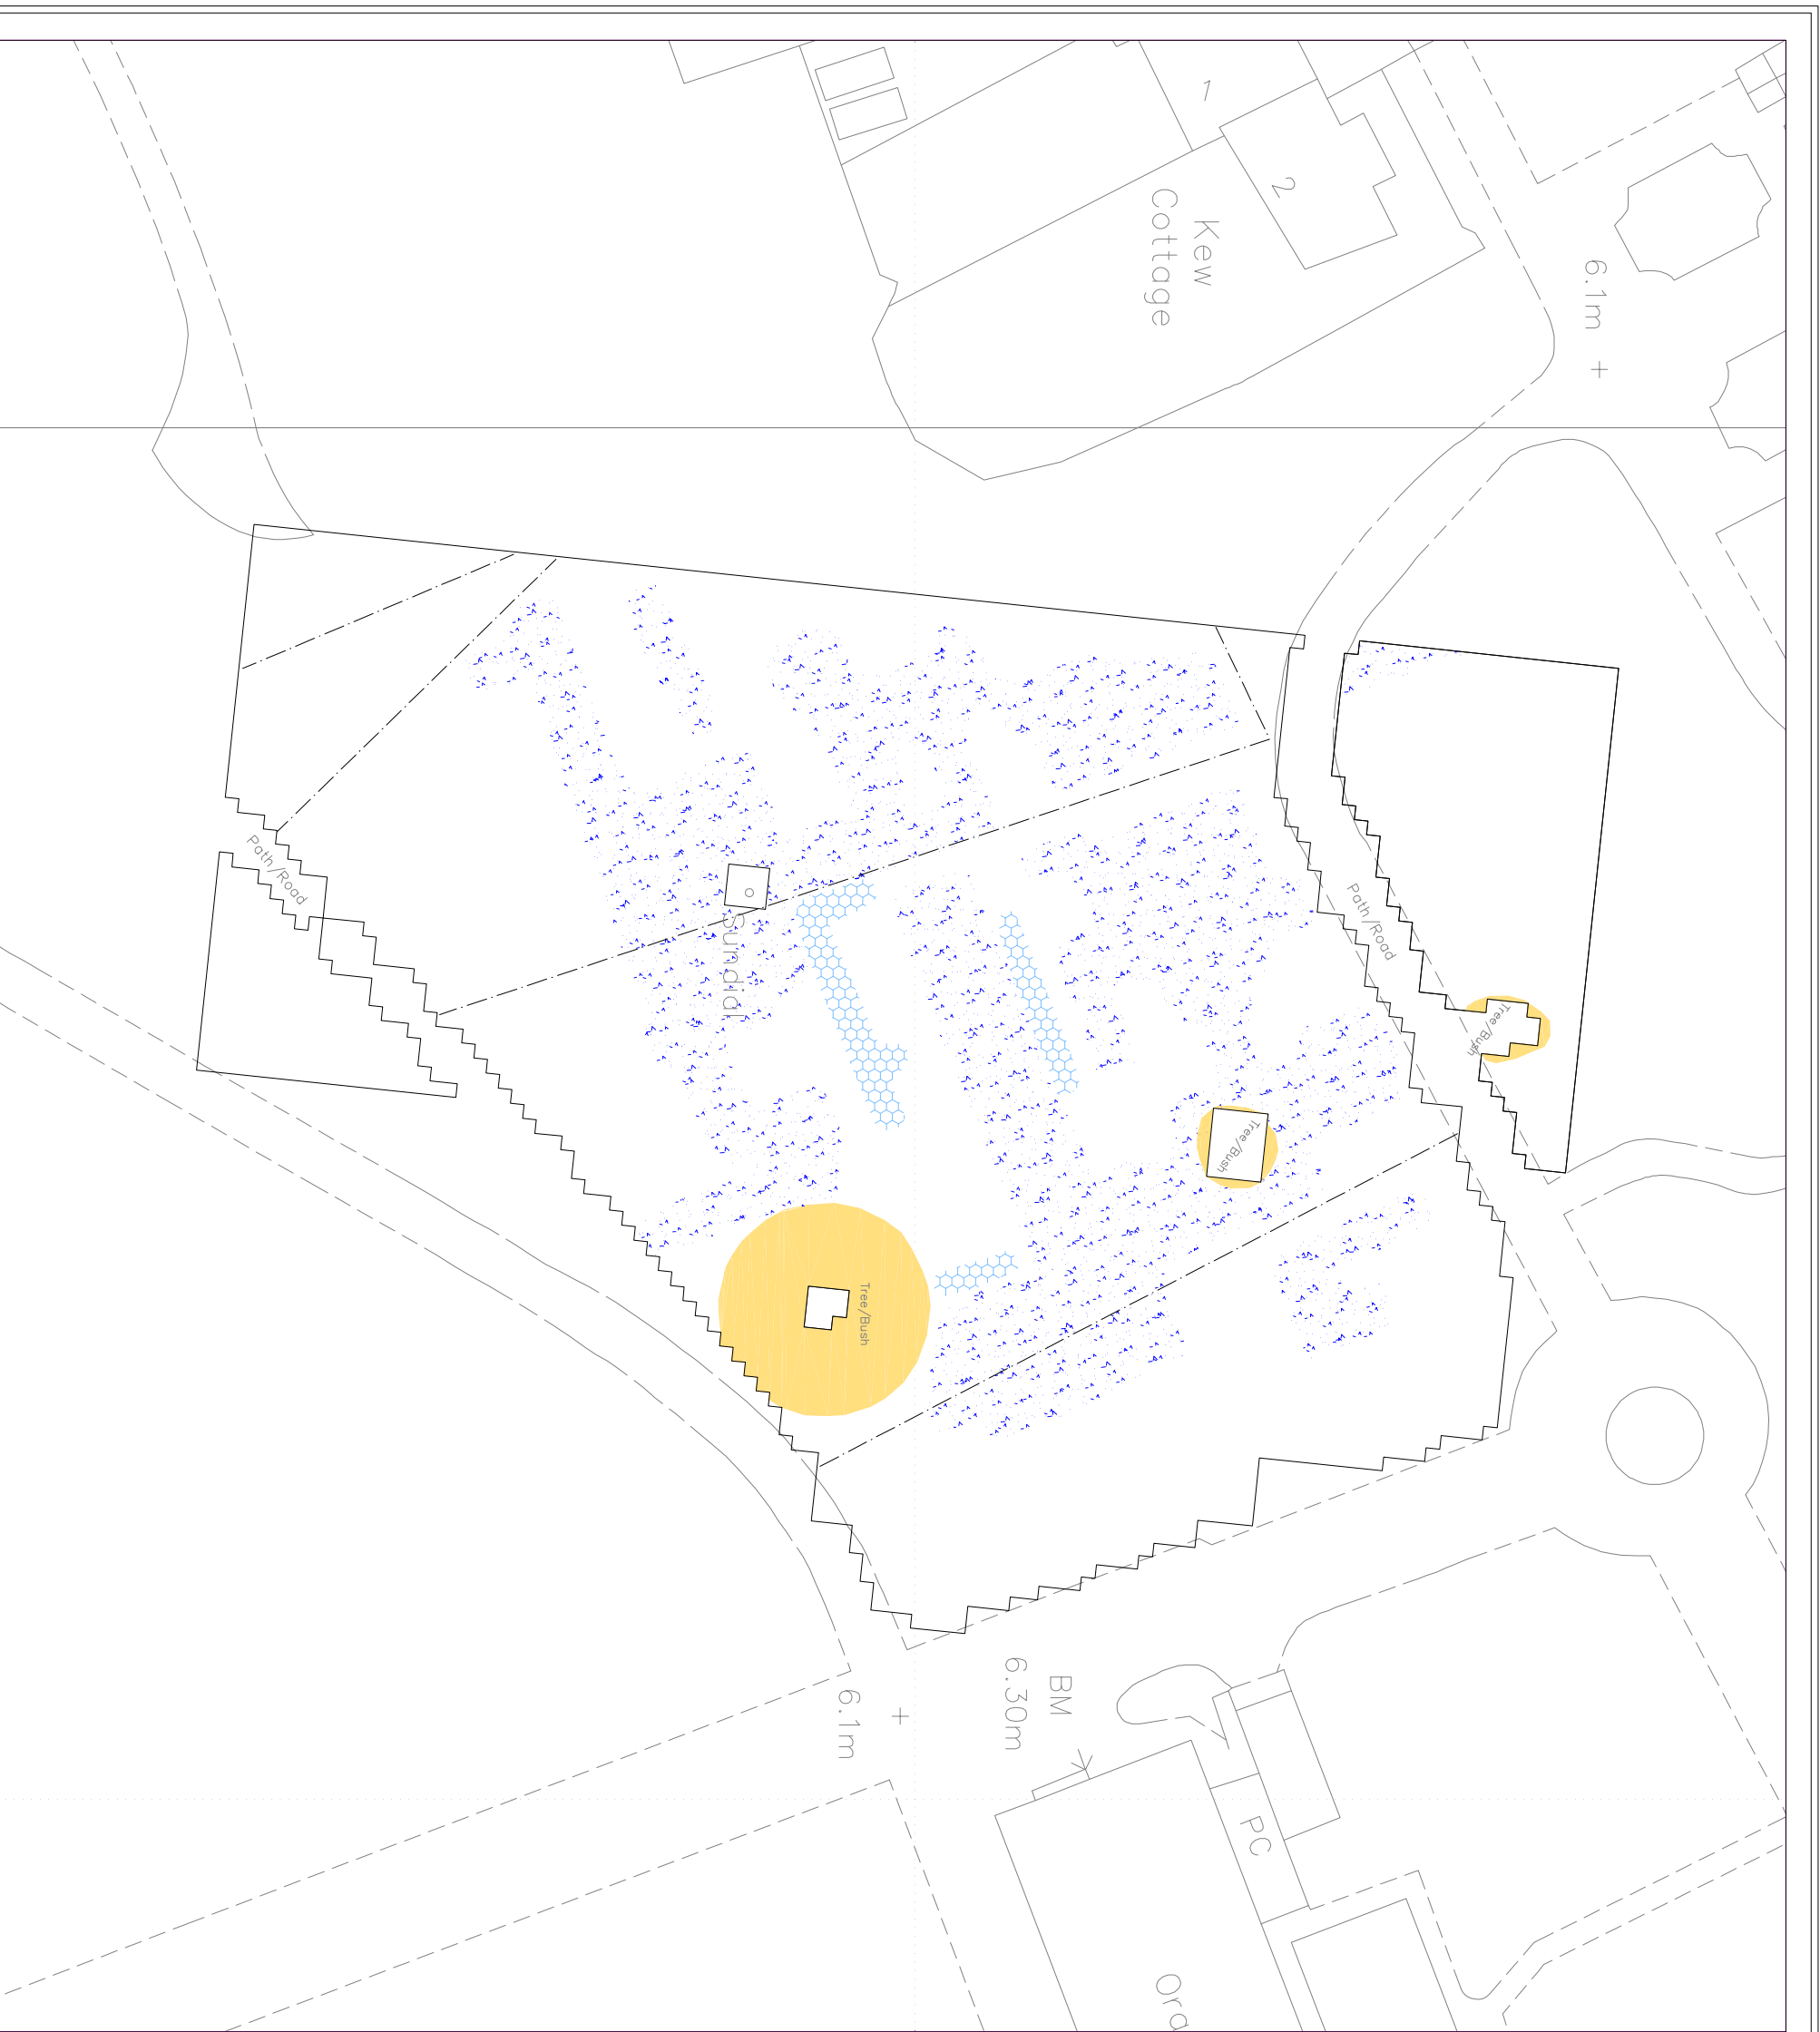 1
2
Kew
Cottage
6.1m +
Path/Road
Path/Road
Sundial
Tree/Bush
Tree/Bush
Tree/Bush
BM
6.30m
6.1m +
PC
Ora